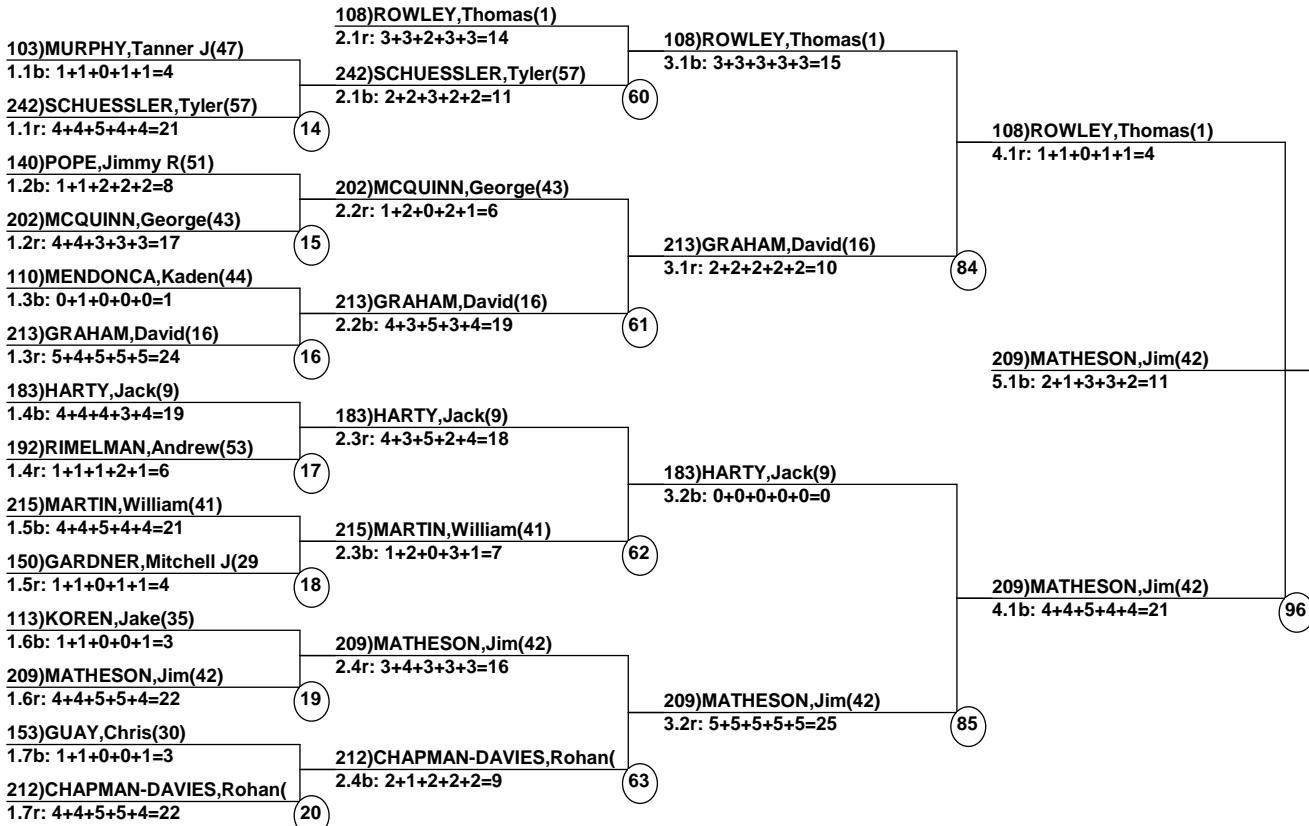 108)ROWLEY,Thomas(1)
2.1r: 3+3+2+3+3=14
103)MURPHY,Tanner J(47)
1.1b: 1+1+0+1+1=4
242)SCHUESSLER,Tyler(57)
1.1r: 4+4+5+4+4=21
14
242)SCHUESSLER,Tyler(57)
2.1b: 2+2+3+2+2=11
60
140)POPE,Jimmy R(51)
1.2b: 1+1+2+2+2=8
202)MCQUINN,George(43)
1.2r: 4+4+3+3+3=17
15
202)MCQUINN,George(43)
2.2r: 1+2+0+2+1=6
110)MENDONCA,Kaden(44)
1.3b: 0+1+0+0+0=1
213)GRAHAM,David(16)
1.3r: 5+4+5+5+5=24
16
213)GRAHAM,David(16)
2.2b: 4+3+5+3+4=19
61
183)HARTY,Jack(9)
1.4b: 4+4+4+3+4=19
192)RIMELMAN,Andrew(53)
1.4r: 1+1+1+2+1=6
17
183)HARTY,Jack(9)
2.3r: 4+3+5+2+4=18
215)MARTIN,William(41)
1.5b: 4+4+5+4+4=21
150)GARDNER,Mitchell J(29
1.5r: 1+1+0+1+1=4
18
215)MARTIN,William(41)
2.3b: 1+2+0+3+1=7
62
113)KOREN,Jake(35)
1.6b: 1+1+0+0+1=3
209)MATHESON,Jim(42)
1.6r: 4+4+5+5+4=22
19
209)MATHESON,Jim(42)
2.4r: 3+4+3+3+3=16
153)GUAY,Chris(30)
1.7b: 1+1+0+0+1=3
212)CHAPMAN-DAVIES,Rohan(
1.7r: 4+4+5+5+4=22
20
212)CHAPMAN-DAVIES,Rohan(
2.4b: 2+1+2+2+2=9
63
108)ROWLEY,Thomas(1)
3.1b: 3+3+3+3+3=15
213)GRAHAM,David(16)
3.1r: 2+2+2+2+2=10
84
183)HARTY,Jack(9)
3.2b: 0+0+0+0+0=0
209)MATHESON,Jim(42)
3.2r: 5+5+5+5+5=25
85
108)ROWLEY,Thomas(1)
4.1r: 1+1+0+1+1=4
209)MATHESON,Jim(42)
5.1b: 2+1+3+3+2=11
209)MATHESON,Jim(42)
4.1b: 4+4+5+4+4=21
96